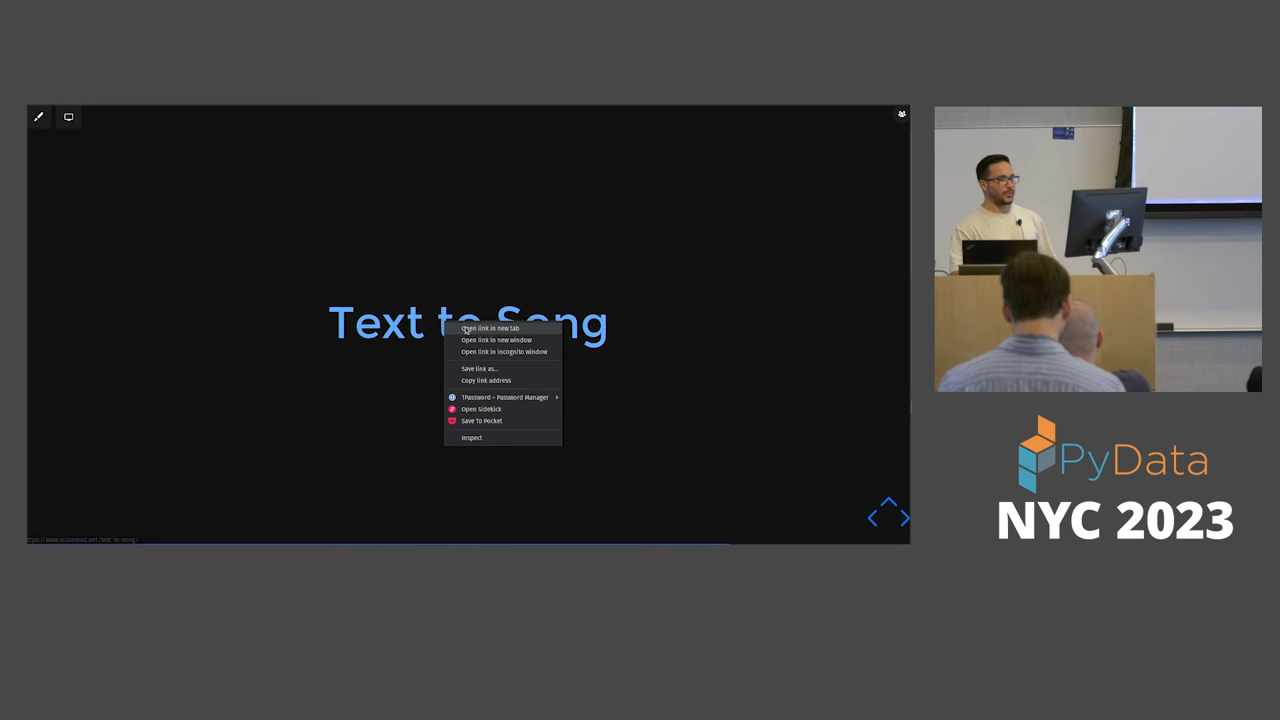 Text to Song
Open link in new tab
Open link in new window
Open link in incognito window
Save link as...
Copy link address
1Password – Password Manager
Open Sidekick
Save To Pocket
Inspect
PyData
NYC 2023